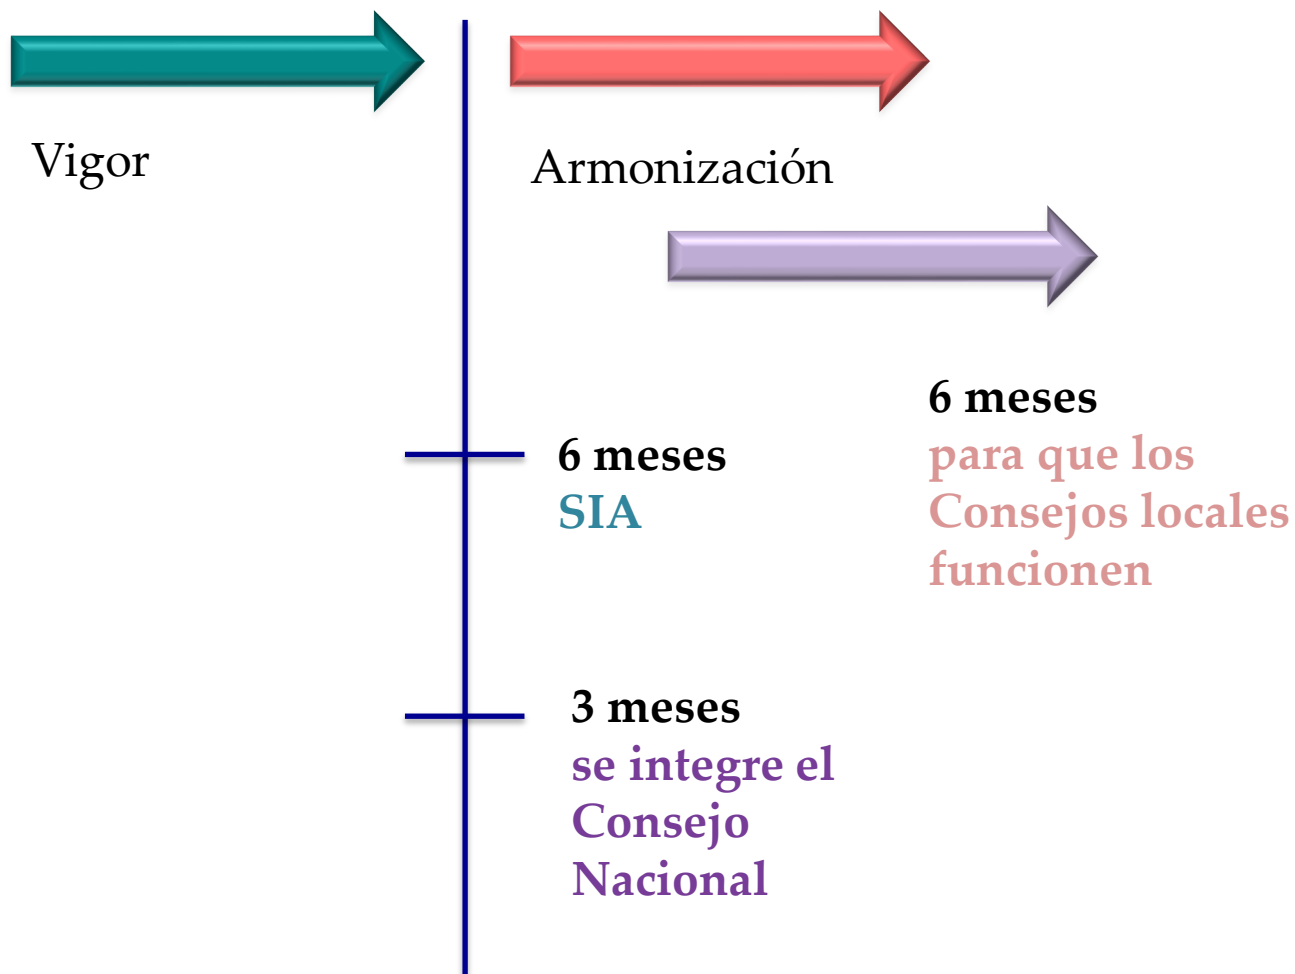 Vigor
Armonización
6 meses
SIA
6 meses
para que los
Consejos locales
funcionen
3 meses
se integre el
Consejo
Nacional